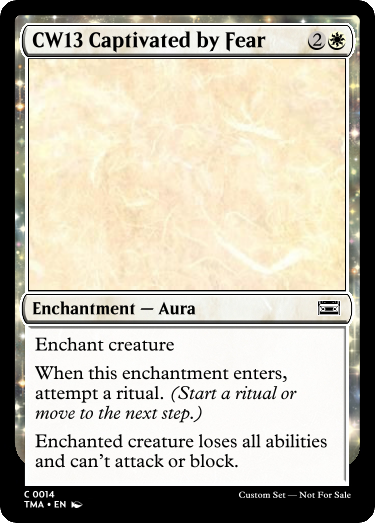 CW13 Captivated by Fear 2
Enchantment — Aura
Enchant creature
When this enchantment enters,
attempt a ritual. (Start a ritual or
move to the next step.)
Enchanted creature loses all abilities
and can't attack or block.
C 0014
TMA • EN
Custom Set — Not For Sale